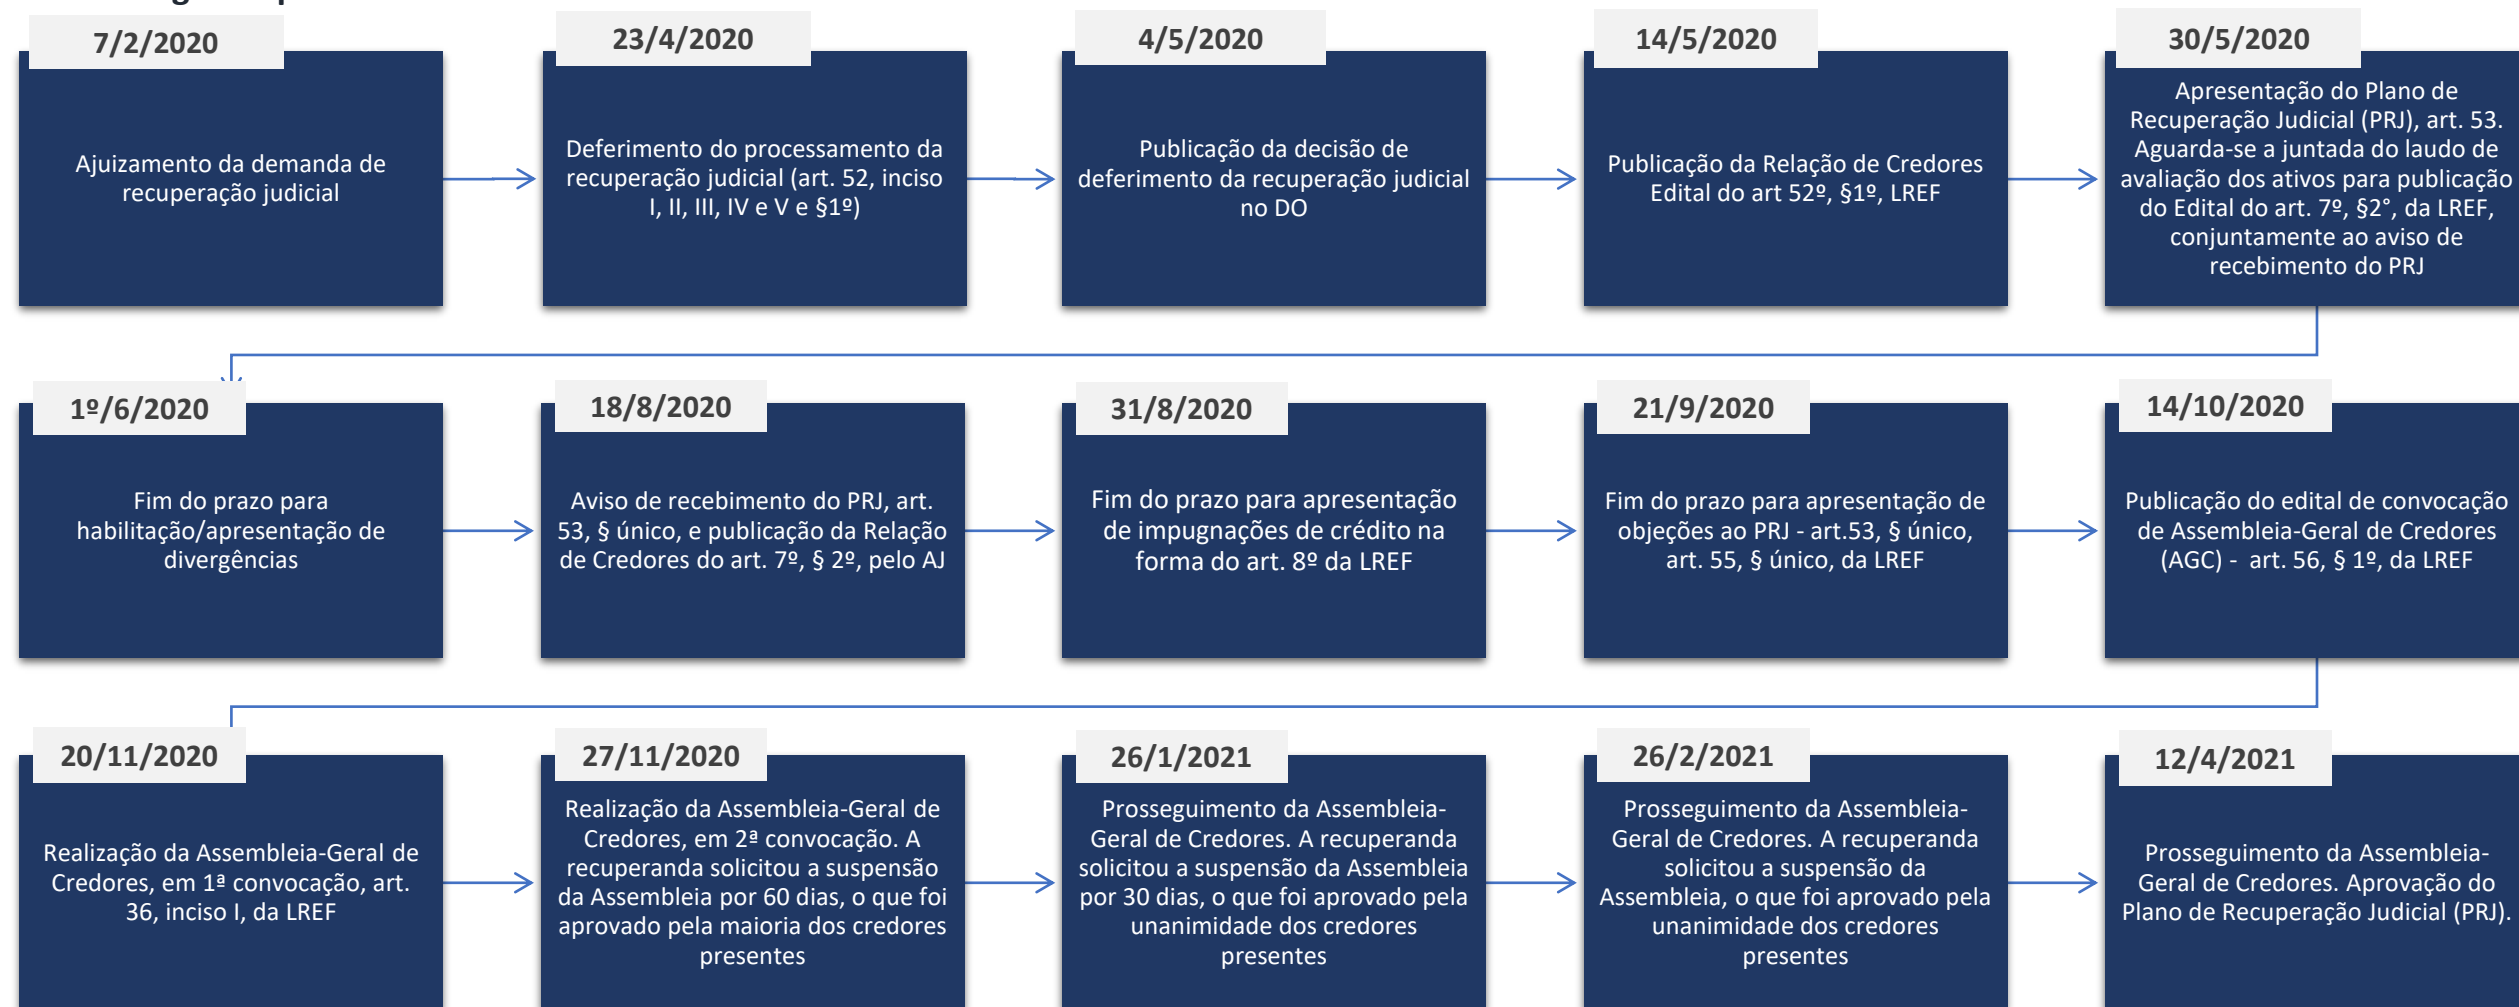 7/2/2020
Ajuizamento da demanda de
recuperação judicial
23/4/2020
Deferimento do processamento da
recuperação judicial (art. 52, inciso
I, II, III, IV e V e §1º)
4/5/2020
Publicação da decisão de
deferimento da recuperação judicial
no DO
14/5/2020
Publicação da Relação de Credores
Edital do art 52º, §1º, LREF
30/5/2020
Apresentação do Plano de
Recuperação Judicial (PRJ), art. 53.
Aguarda-se a juntada do laudo de
avaliação dos ativos para publicação
do Edital do art. 7º, §2°, da LREF,
conjuntamente ao aviso de
recebimento do PRJ
1º/6/2020
Fim do prazo para
habilitação/apresentação de
divergências
18/8/2020
Aviso de recebimento do PRJ, art.
53, § único, e publicação da Relação
de Credores do art. 7º, § 2º, pelo AJ
31/8/2020
Fim do prazo para apresentação
de impugnações de crédito na
forma do art. 8º da LREF
21/9/2020
Fim do prazo para apresentação de
objeções ao PRJ - art.53, § único,
art. 55, § único, da LREF
14/10/2020
Publicação do edital de convocação
de Assembleia-Geral de Credores
(AGC) - art. 56, § 1º, da LREF
20/11/2020
Realização da Assembleia-Geral de
Credores, em 1ª convocação, art.
36, inciso I, da LREF
27/11/2020
Realização da Assembleia-Geral de
Credores, em 2ª convocação. A
recuperanda solicitou a suspensão
da Assembleia por 60 dias, o que foi
aprovado pela maioria dos credores
presentes
26/1/2021
Prosseguimento da Assembleia-
Geral de Credores. A recuperanda
solicitou a suspensão da Assembleia
por 30 dias, o que foi aprovado pela
unanimidade dos credores
presentes
26/2/2021
Prosseguimento da Assembleia-
Geral de Credores. A recuperanda
solicitou a suspensão da
Assembleia, o que foi aprovado pela
unanimidade dos credores
presentes
12/4/2021
Prosseguimento da Assembleia-
Geral de Credores. Aprovação do
Plano de Recuperação Judicial (PRJ).